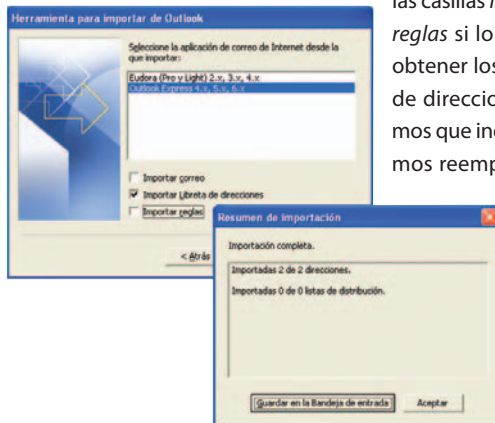 Herramienta para importar de Outlook
Seleccione la aplicación de correo de Internet desde la
que importar:
Eudora (Pro y Light) 2.x, 3.x, 4.x
Outlook Express 4.x, 5.x, 6.x
Importar correo
Importar Libreta de direcciones
Importar reglas
< Atrás
las casillas
reglas si lo
obtener los
de direccio
mos que in
mos reemp
Resumen de importación
Importación completa.
Importadas 2 de 2 direcciones.
Importadas 0 de 0 listas de distribución.
Guardar en la Bandeja de entrada
Aceptar